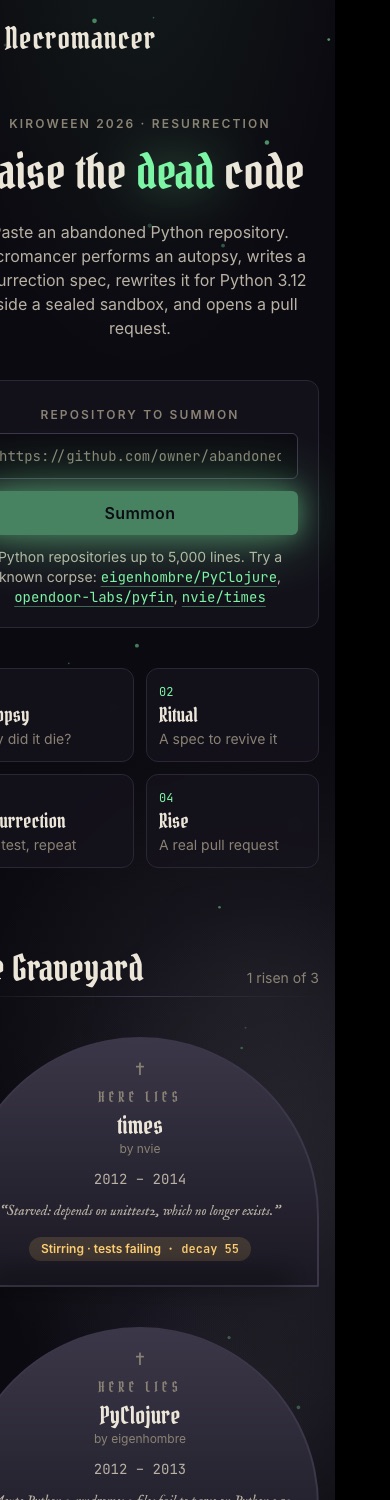 Necromancer
KIROWEEN 2026 · RESURRECTION
aise the dead code
aste an abandoned Python repository.
cromancer performs an autopsy, writes a
urrection spec, rewrites it for Python 3.12
side a sealed sandbox, and opens a pull
request.
REPOSITORY TO SUMMON
https://github.com/owner/abandoned
Summon
Python repositories up to 5,000 lines. Try a
known corpse: eigenhombre/PyClojure,
opendoor-labs/pyfin, nvie/times
opsy
y did it die?
02
Ritual
A spec to revive it
urrection
test, repeat
04
Rise
A real pull request
e Graveyard
1 risen of 3
✝
HERE LIES
times
by nvie
2012 – 2014
“Starved: depends on unittest2, which no longer exists.”
Stirring · tests failing · decay 55
✝
HERE LIES
PyClojure
by eigenhombre
2012 – 2013